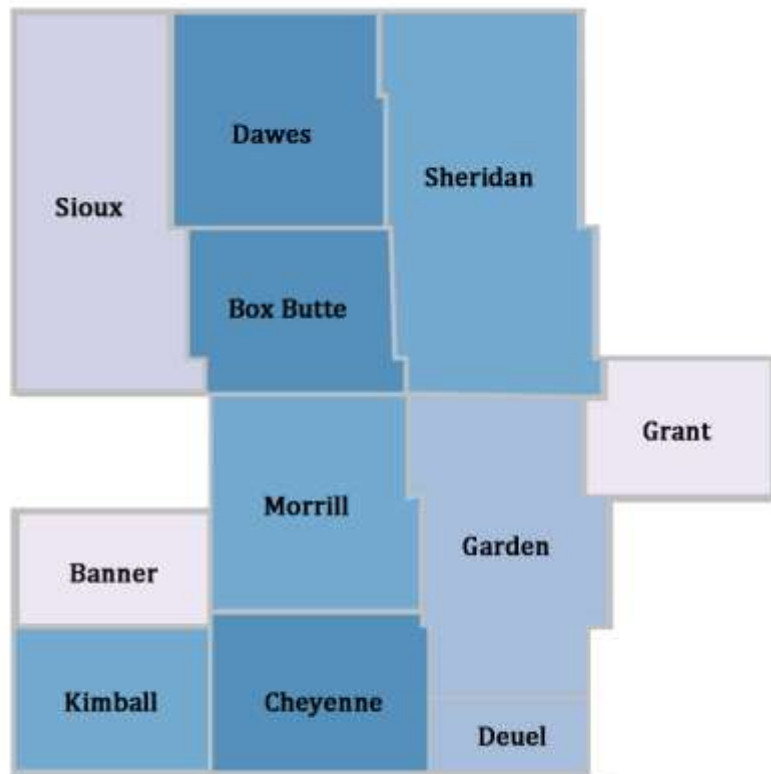 Dawes
Sheridan
Sioux
Box Butte
Grant
Morrill
Garden
Banner
Kimball
Cheyenne
Deuel